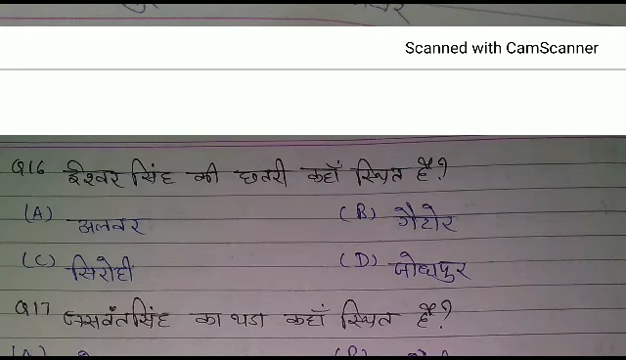 Scanned with CamScanner
Q16 ईश्वर सिंह की छतरी कहाँ स्थित है?
(A) अलवर (B) गैटोर
(C) सिरोही (D) जोधपुर
Q17 जसवंतसिंह का थडा कहाँ स्थित है?